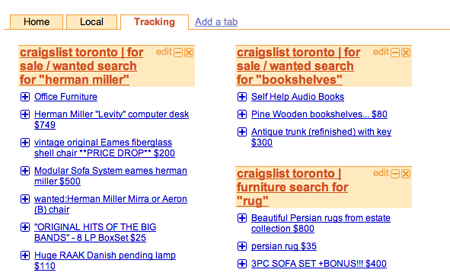 Home
Local
Tracking
Add a tab
craigslist toronto | for
sale / wanted search
for "herman miller"
edit
Office Furniture
Herman Miller "Levity" computer desk
$749
vintage original Eames fiberglass
shell chair **PRICE DROP** $200
Modular Sofa System eames herman
miller $500
wanted:Herman Miller Mirra or Aeron
(B) chair
"ORIGINAL HITS OF THE BIG
BANDS" - 8 LP BoxSet $25
Huge RAAK Danish pending lamp
$110
craigslist toronto | for
sale / wanted search
for "bookshelves"
edit
Self Help Audio Books
Pine Wooden bookshelves... $80
Antique trunk (refinished) with key
$300
craigslist toronto |
furniture search for
"rug"
edit
Beautiful Persian rugs from estate
collection $800
persian rug $35
3PC SOFA SET +BONUS!!! $400